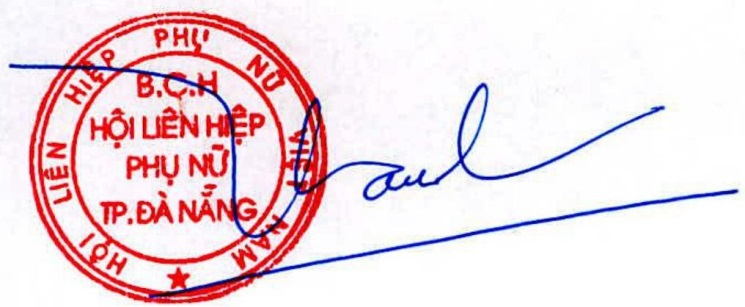 HỘI LIÊN HIỆP PHỤ NỮ VIỆT NAM
B.C.H
HỘI LIÊN HIỆP
PHỤ NỮ
TP. ĐÀ NẴNG